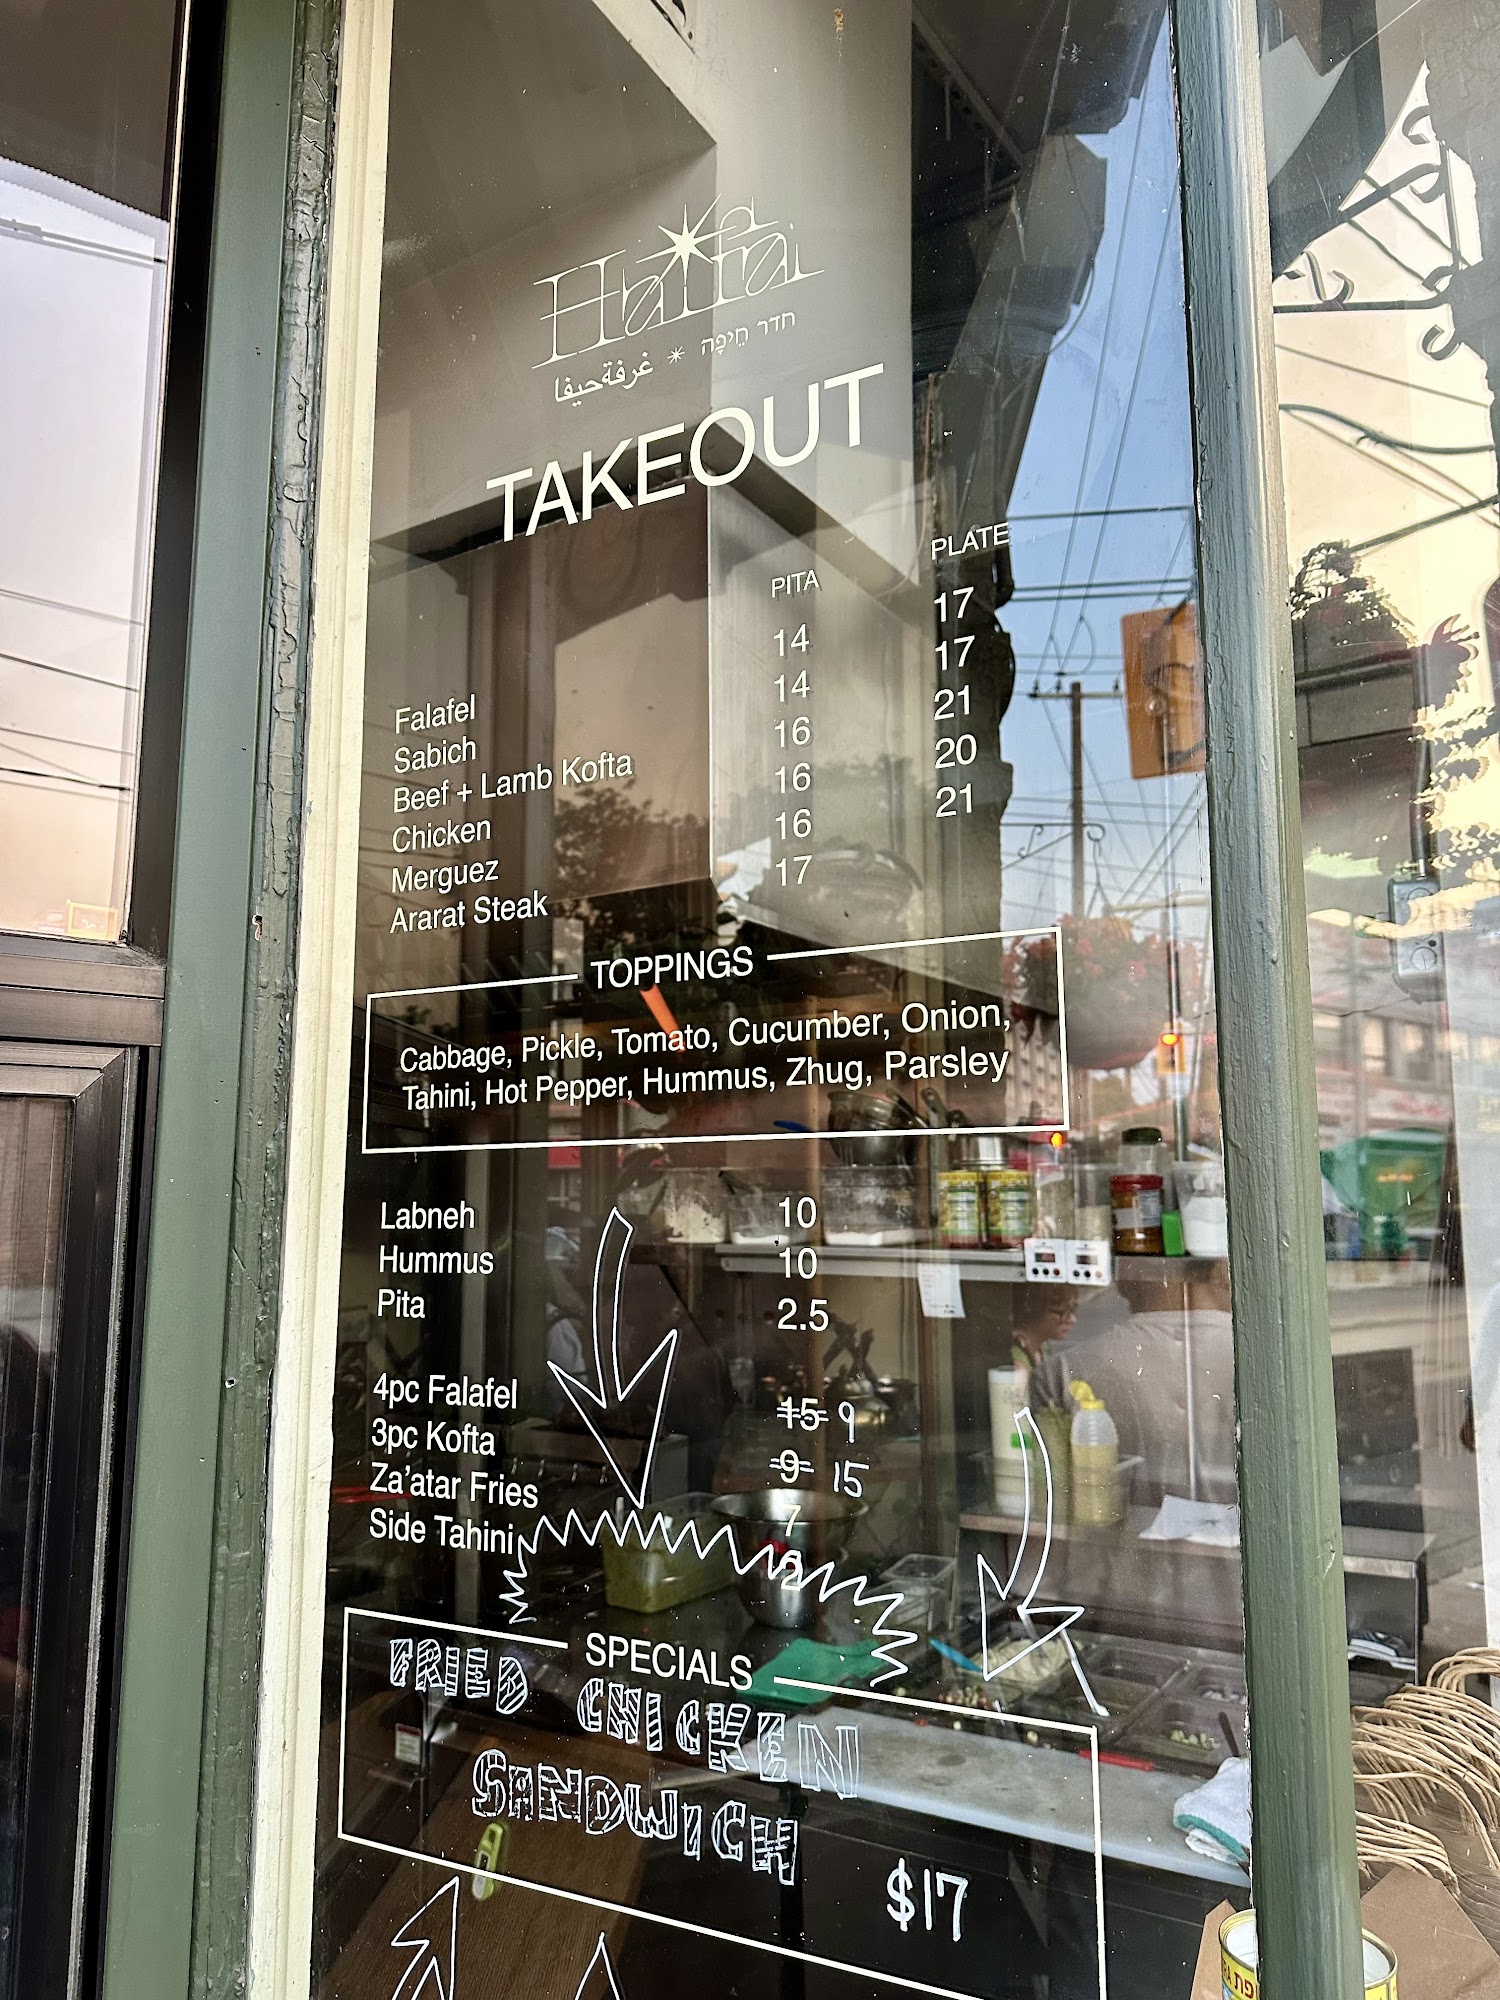 Haifa
غرفة حيفا * חדר חֵיפָה
TAKEOUT
PITA PLATE
Falafel 14 17
Sabich 14 17
Beef + Lamb Kofta 16 21
Chicken 16 20
Merguez 16 21
Ararat Steak 17
TOPPINGS
Cabbage, Pickle, Tomato, Cucumber, Onion,
Tahini, Hot Pepper, Hummus, Zhug, Parsley
Labneh 10
Hummus 10
Pita 2.5
4pc Falafel 15 9
3pc Kofta 9 15
Za'atar Fries 7
Side Tahini 2
SPECIALS
FRIED CHICKEN
SANDWICH
$17